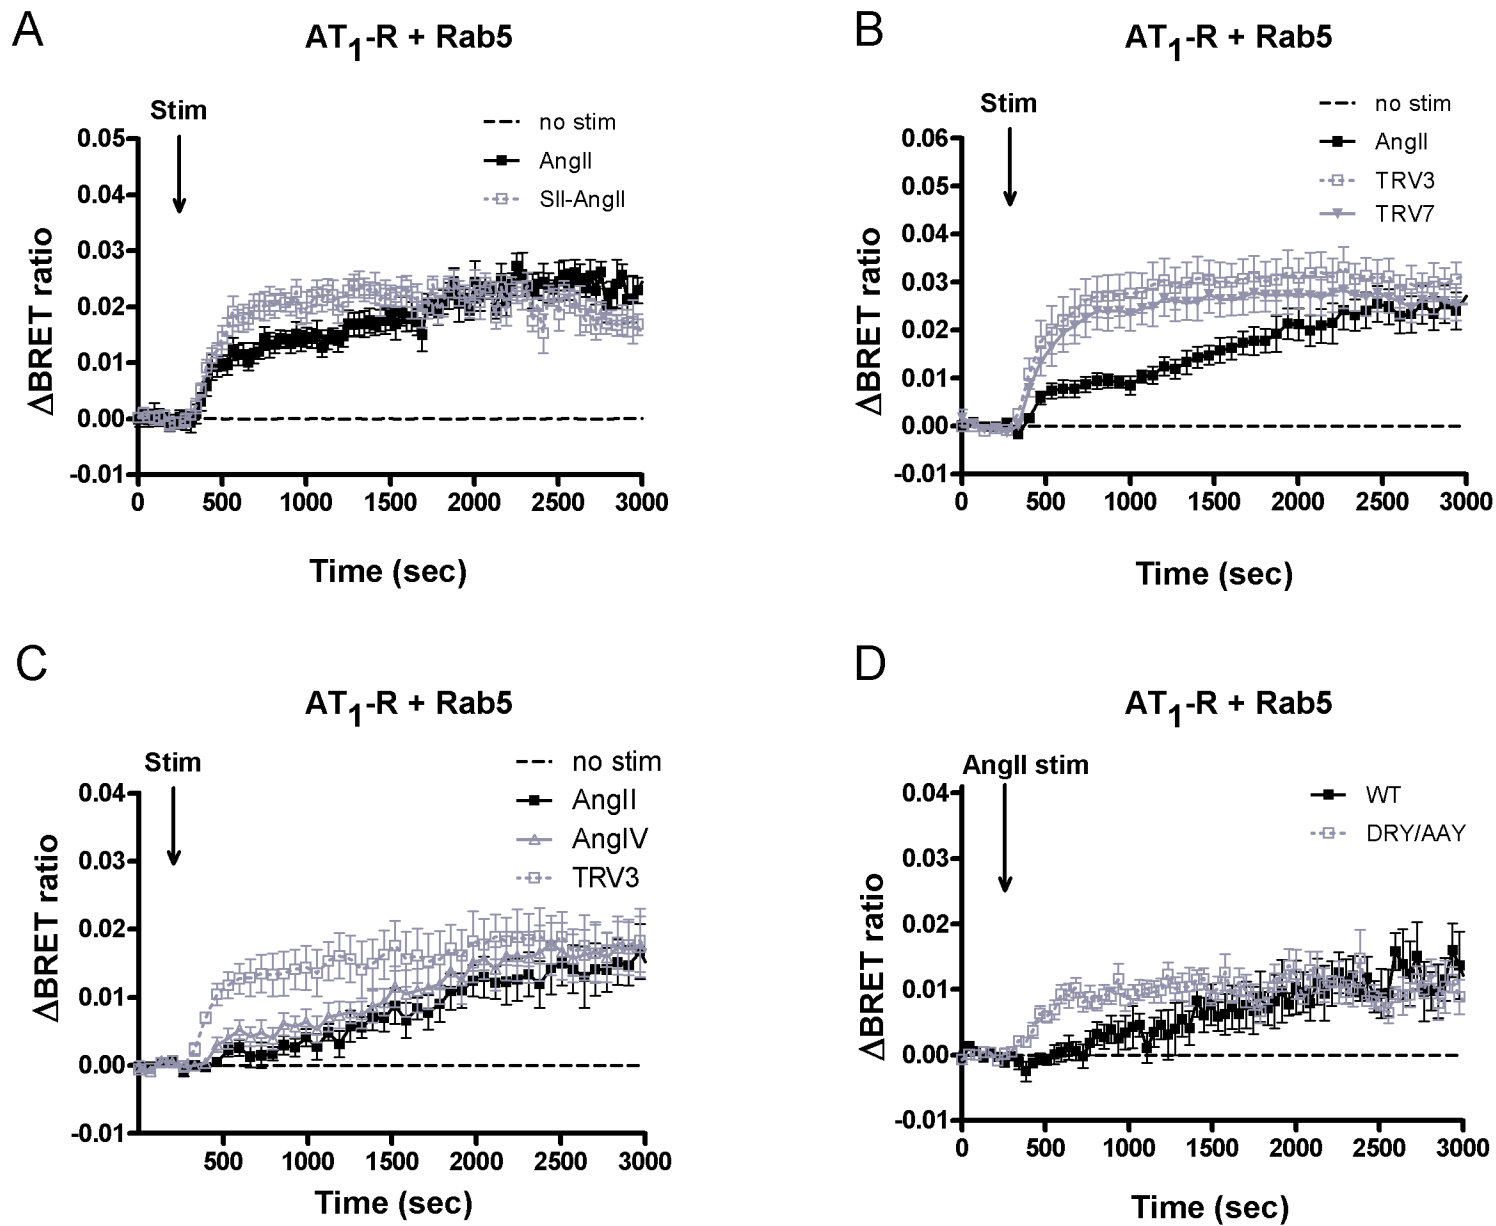 A
AT1-R + Rab5
Stim
no stim
AngII
SII-AngII
0.05
0.04
0.03
0.02
0.01
0.00
-0.01
ΔBRET ratio
0 500 1000 1500 2000 2500 3000
Time (sec)
B
AT1-R + Rab5
Stim
no stim
AngII
TRV3
TRV7
0.06
0.05
0.04
0.03
0.02
0.01
0.00
-0.01
ΔBRET ratio
0 500 1000 1500 2000 2500 3000
Time (sec)
C
AT1-R + Rab5
Stim
no stim
AngII
AngIV
TRV3
0.04
0.03
0.02
0.01
0.00
-0.01
ΔBRET ratio
500 1000 1500 2000 2500 3000
Time (sec)
D
AT1-R + Rab5
AngII stim
WT
DRY/AAY
0.04
0.03
0.02
0.01
0.00
-0.01
ΔBRET ratio
0 500 1000 1500 2000 2500 3000
Time (sec)